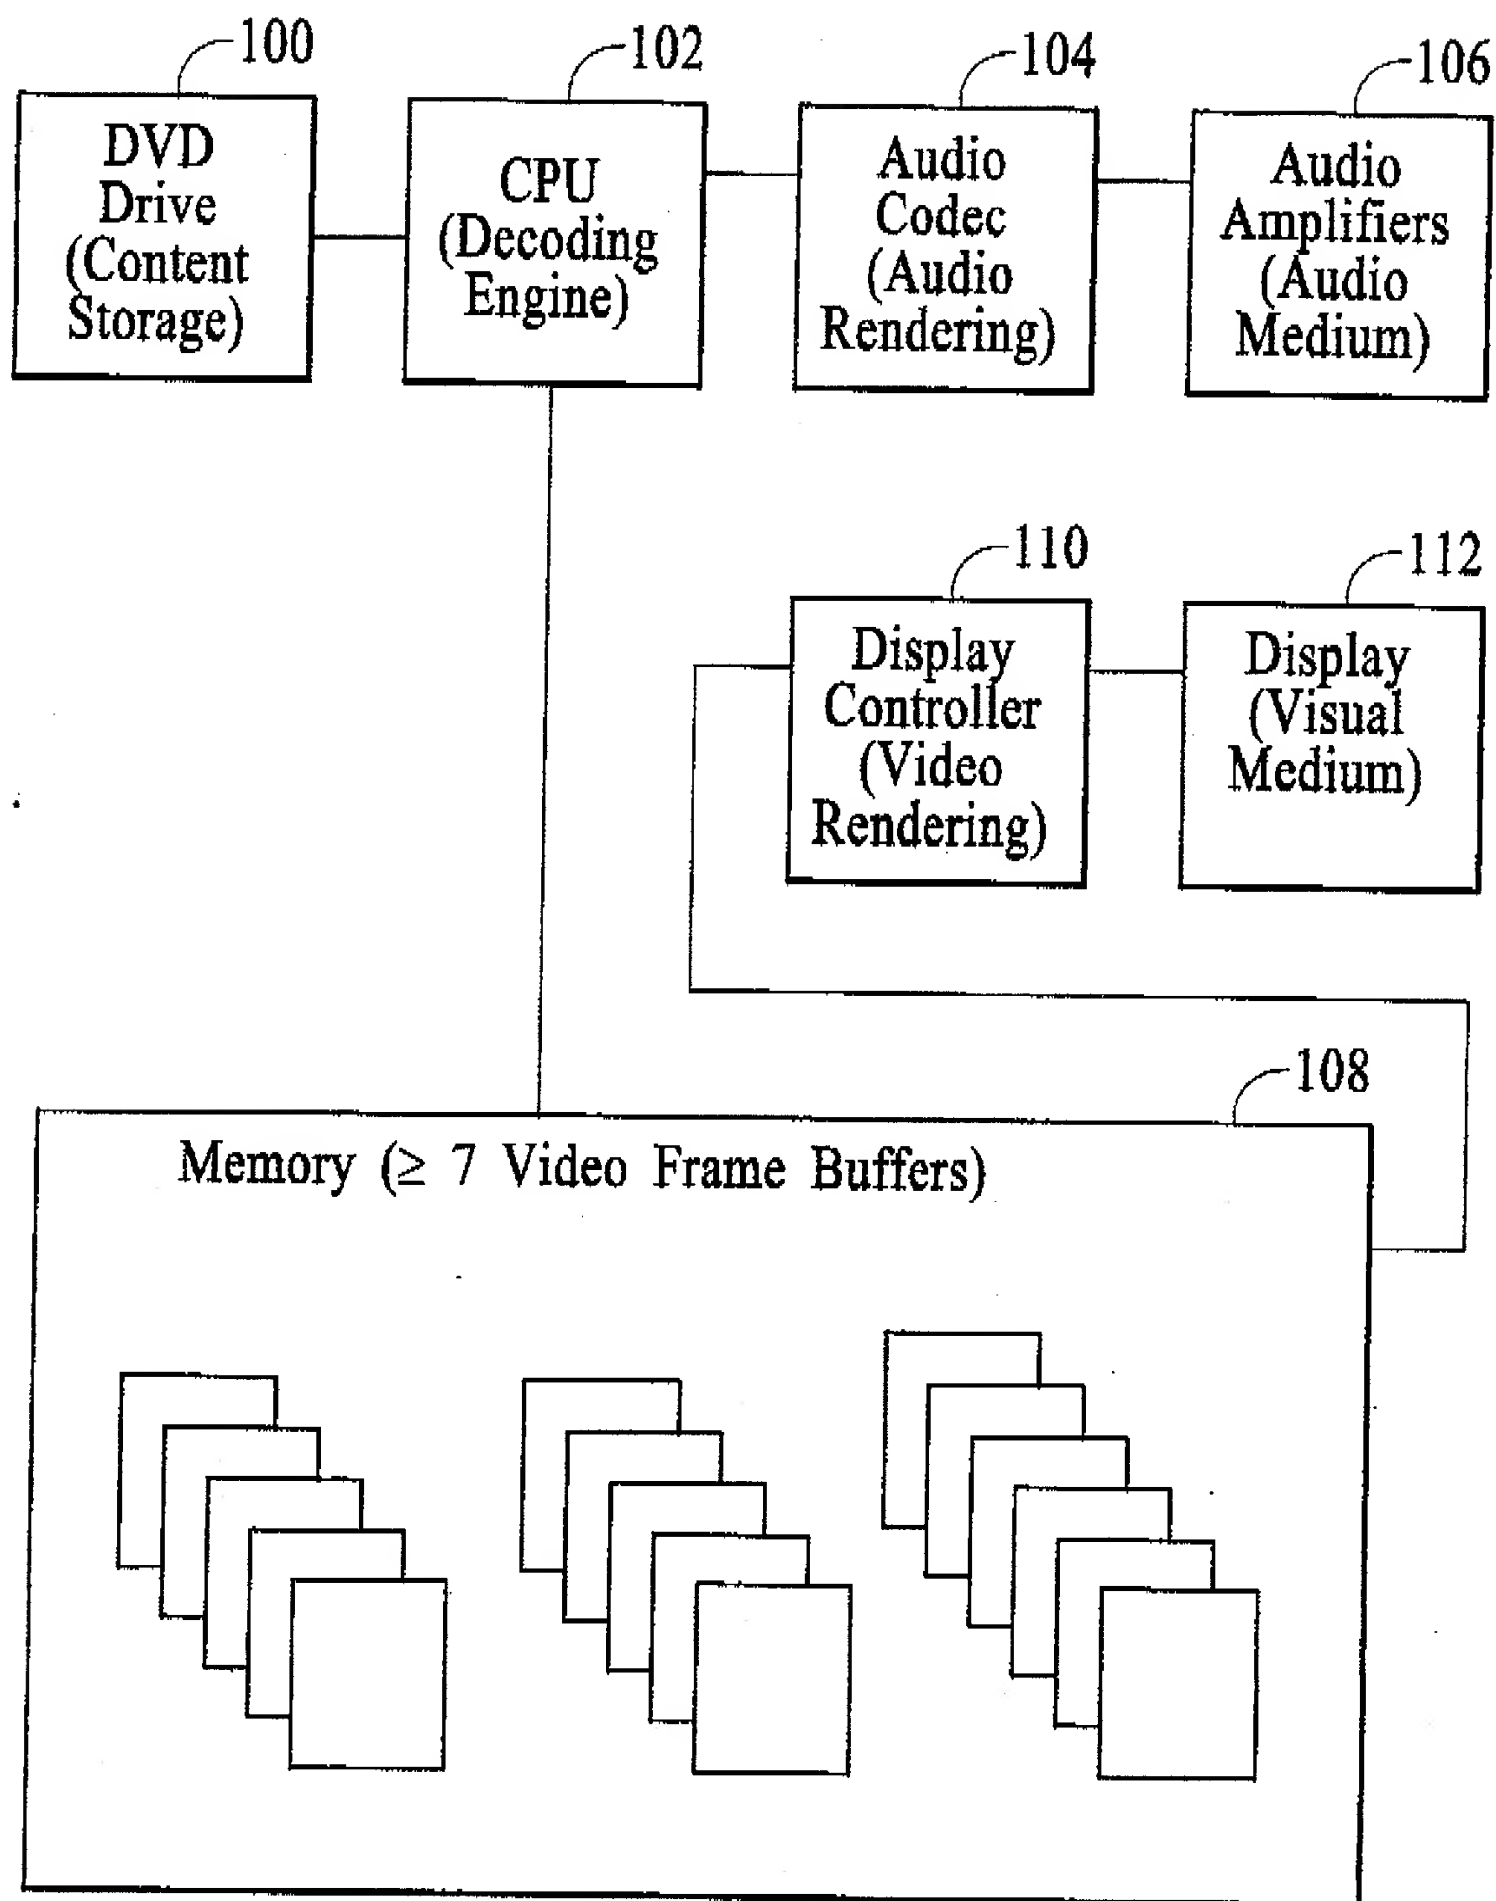 100
DVD
Drive
(Content
Storage)
102
CPU
(Decoding
Engine)
104
Audio
Codec
(Audio
Rendering)
106
Audio
Amplifiers
(Audio
Medium)
110
Display
Controller
(Video
Rendering)
112
Display
(Visual
Medium)
108
Memory (≥ 7 Video Frame Buffers)